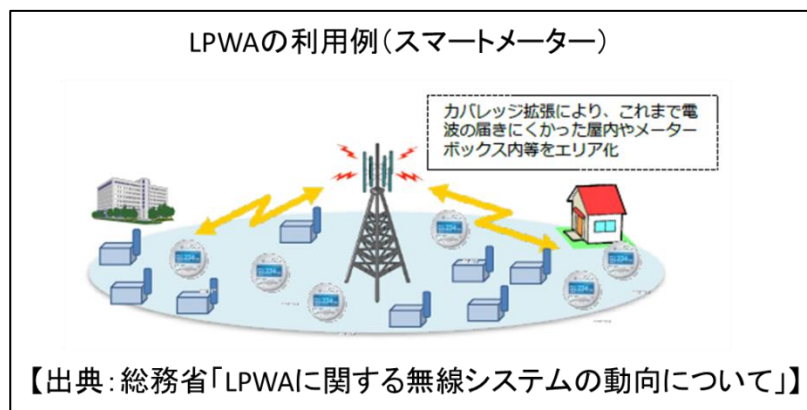 LPWAの利用例(スマートメーター)
カバレッジ拡張により、これまで電
波の届きにくかった屋内やメーター
ボックス内等をエリア化
【出典:総務省「LPWAに関する無線システムの動向について」】